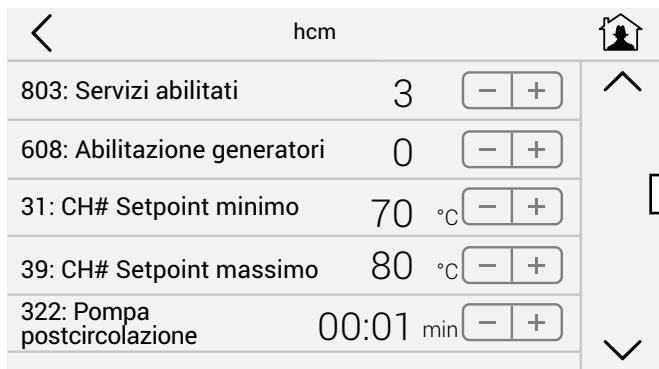 hcm
803: Servizi abilitati 3 − +
608: Abilitazione generatori 0 − +
31: CH# Setpoint minimo 70 °C − +
39: CH# Setpoint massimo 80 °C − +
322: Pompa
postcircolazione 00:01 min − +